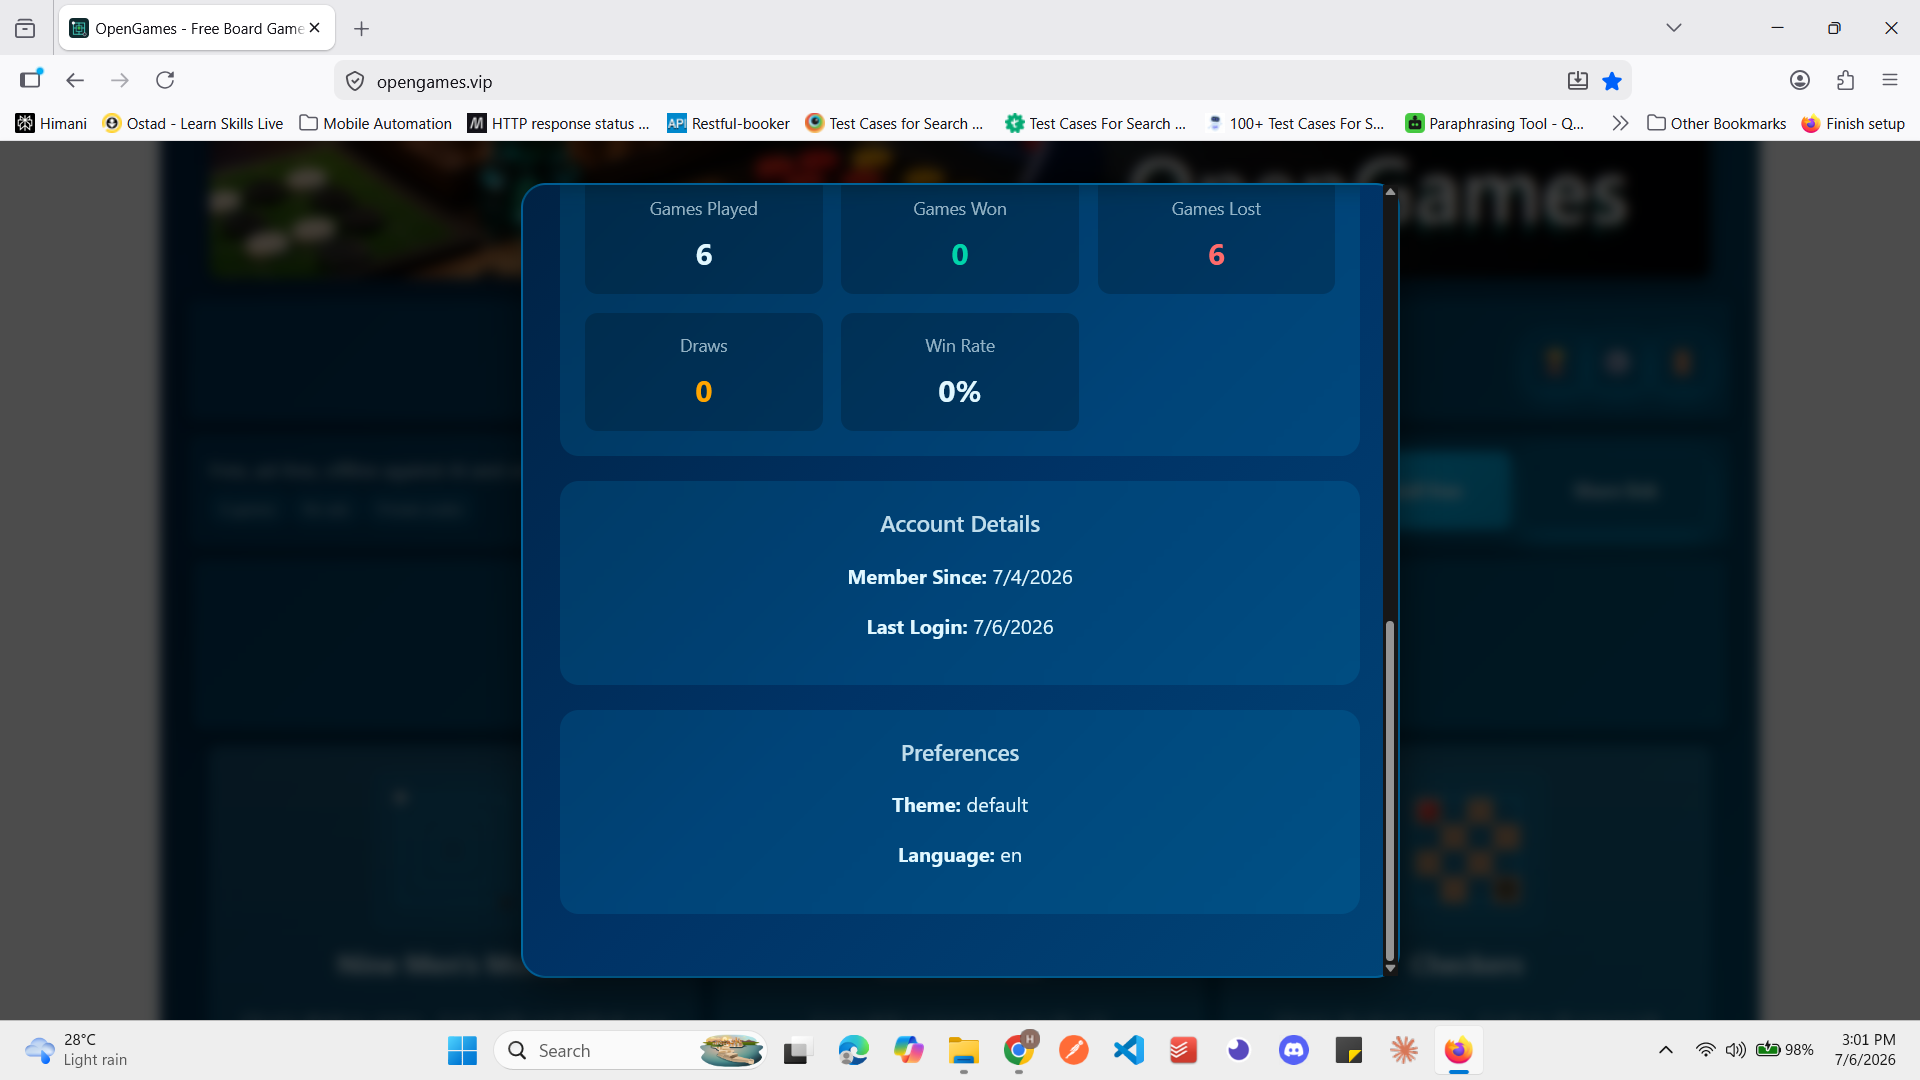 OpenGames - Free Board Game
opengames.vip
Himani
Ostad - Learn Skills Live
Mobile Automation
HTTP response status ...
API
Restful-booker
Test Cases for Search ...
Test Cases For Search ...
100+ Test Cases For S...
Paraphrasing Tool - Q...
Other Bookmarks
Finish setup
OpenGames
Games Played
6
Games Won
0
Games Lost
6
Draws
0
Win Rate
0%
Account Details
Member Since: 7/4/2026
Last Login: 7/6/2026
Preferences
Theme: default
Language: en
Checkers
28°C
Light rain
Search
H
98%
3:01 PM
7/6/2026